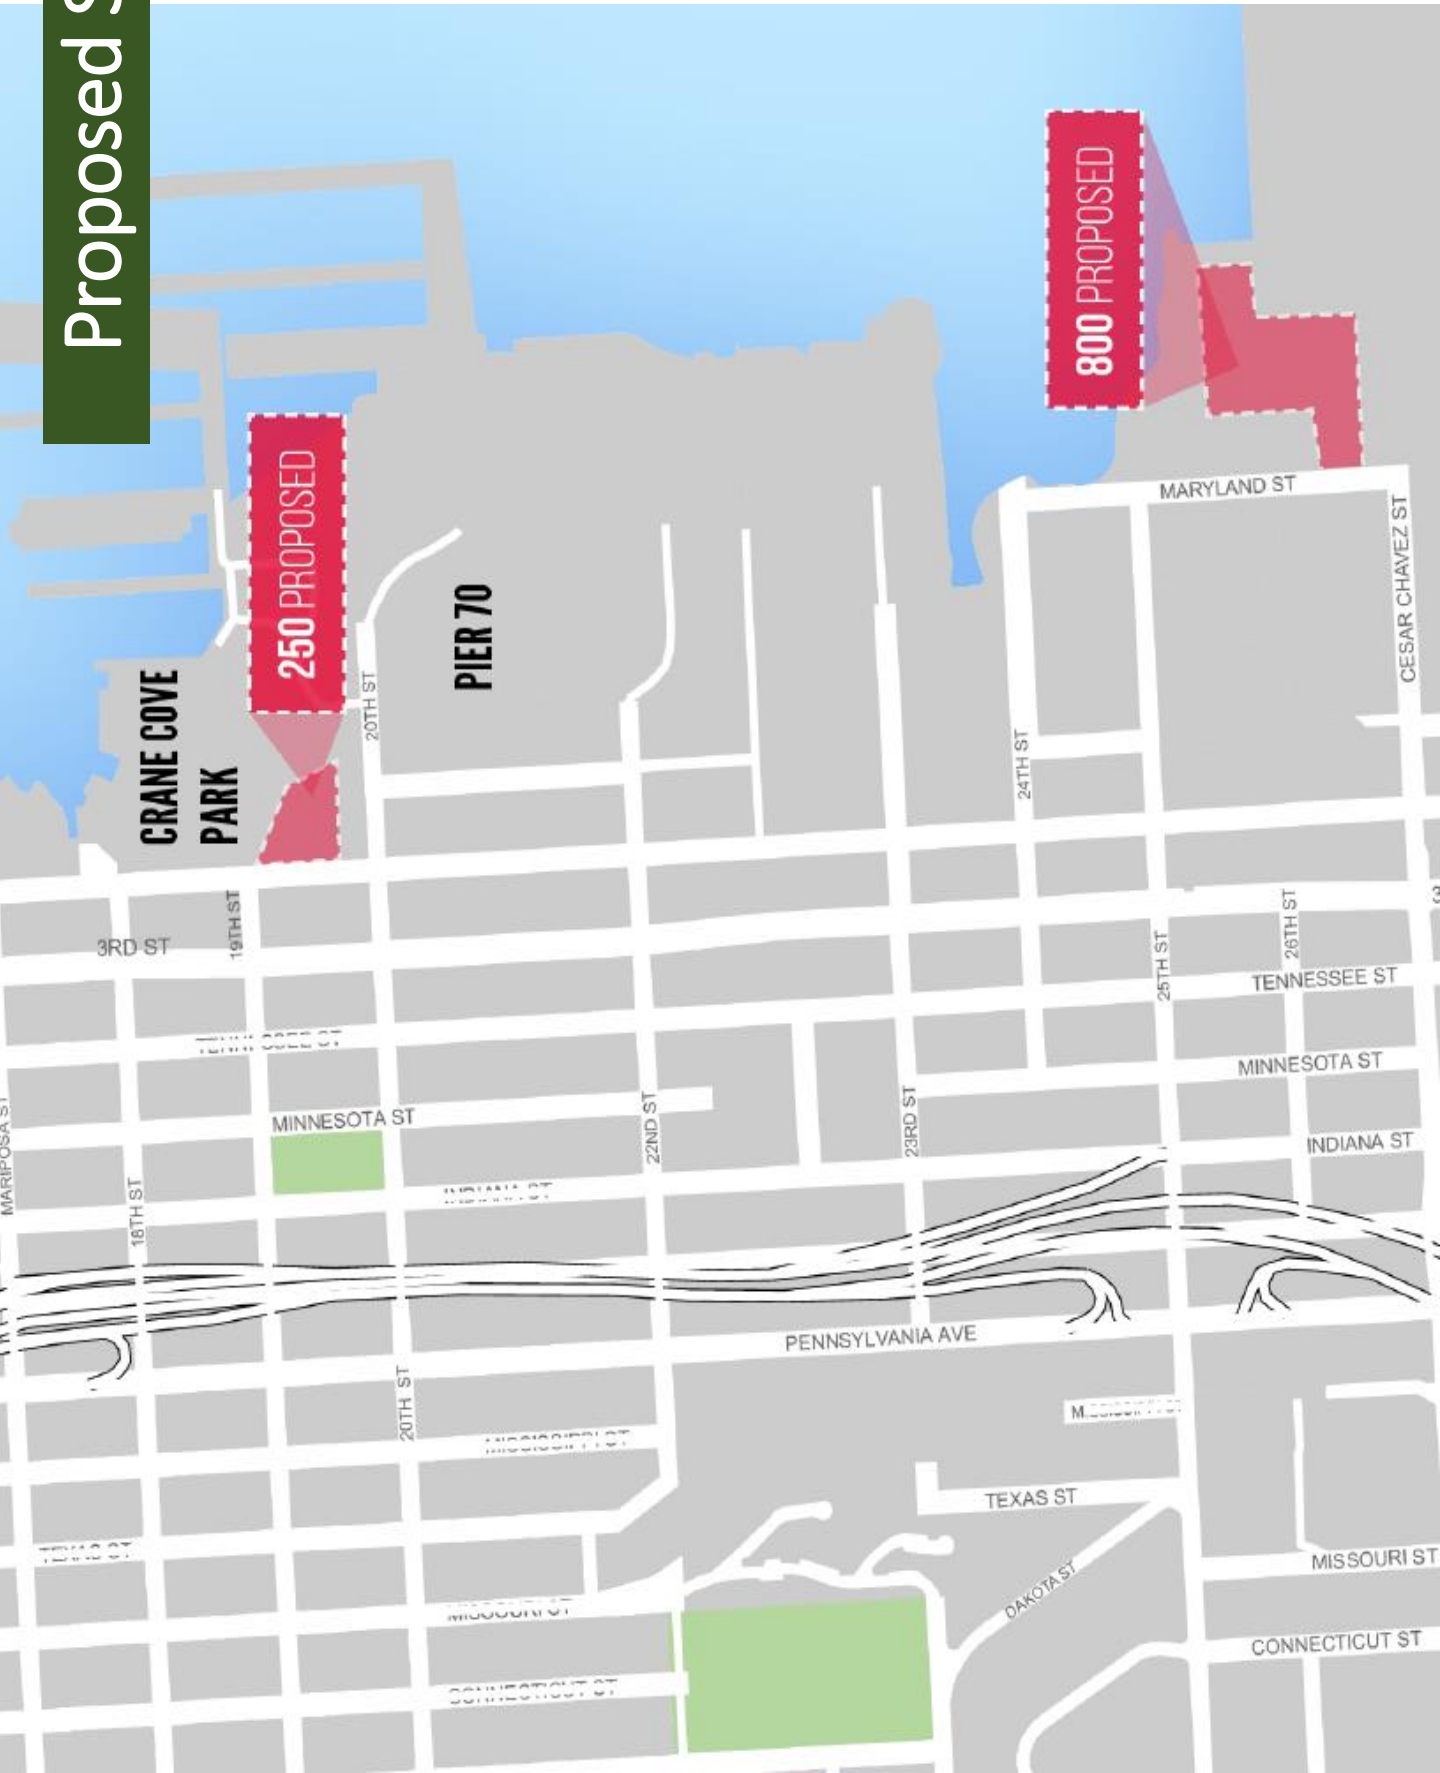 Proposed
800 PROPOSED
250 PROPOSED
MARYLAND ST
CESAR CHAVEZ ST
PIER 70
CRANE COVE
PARK
20TH ST
24TH ST
19TH ST
3RD ST
26TH ST
25TH ST
TENNESSEE ST
MINNESOTA ST
MINNESOTA ST
22ND ST
23RD ST
INDIANA ST
MARIPOSA ST
18TH ST
PENNSYLVANIA AVE
20TH ST
TEXAS ST
MISSOURI ST
DAKOTA ST
CONNECTICUT ST